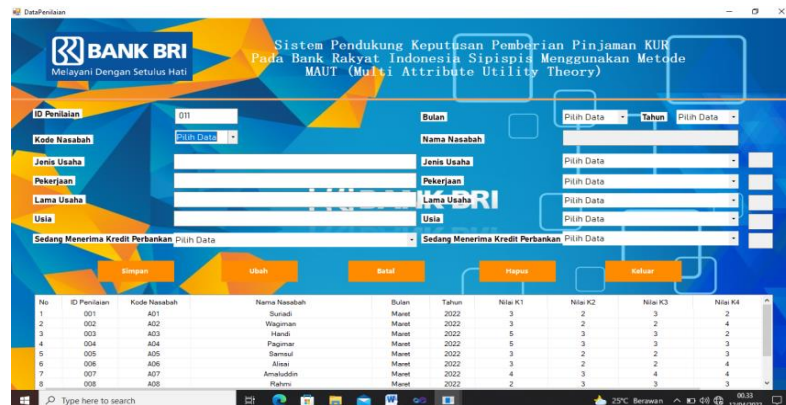 DataPenilaian
BANK BRI
Melayani Dengan Setulus Hati
Sistem Pendukung Keputusan Pemberian Pinjaman KUR
Pada Bank Rakyat Indonesia Sipispis Menggunakan Metode
MAUT (Multi Attribute Utility Theory)
ID Penilaian 011 Bulan Pilih Data Tahun Pilih Data
Kode Nasabah Pilih Data Nama Nasabah
Jenis Usaha Jenis Usaha Pilih Data
Pekerjaan Pekerjaan Pilih Data
Lama Usaha Lama Usaha Pilih Data
Usia Usia Pilih Data
Sedang Menerima Kredit Perbankan Pilih Data Sedang Menerima Kredit Perbankan Pilih Data
BANK BRI
Simpan Ubah Batal Hapus Keluar
No ID Penilaian Kode Nasabah Nama Nasabah Bulan Tahun Nilai K1 Nilai K2 Nilai K3 Nilai K4
1 001 A01 Suriadi Maret 2022 3 2 3 2
2 002 A02 Wagiman Maret 2022 3 2 2 4
3 003 A03 Handi Maret 2022 5 3 3 2
4 004 A04 Pagimar Maret 2022 5 3 3 3
5 005 A05 Samsul Maret 2022 3 2 2 3
6 006 A06 Alisai Maret 2022 3 2 2 4
7 007 A07 Amaluddin Maret 2022 4 3 4 4
8 008 A08 Rahmi Maret 2022 2 3 3 3
Type here to search
25°C Berawan
00.33
12/04/2022